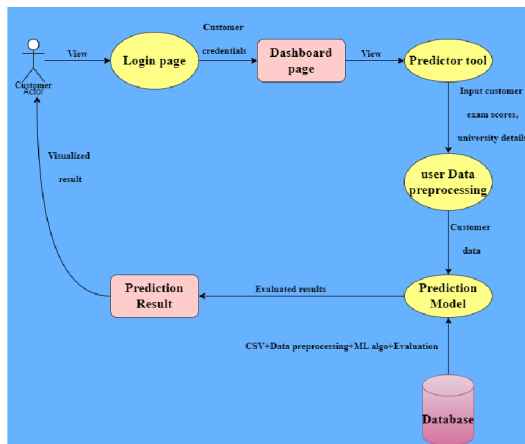 Customer
credentials
View
Login page
Dashboard
page
View
Predictor tool
Customer
Actor
Input customer
exam scores,
university details
Visualized
result
user Data
preprocessing
Customer
data
Prediction
Result
Evaluated results
Prediction
Model
CSV+Data preprocessing+ML algo+Evaluation
Database